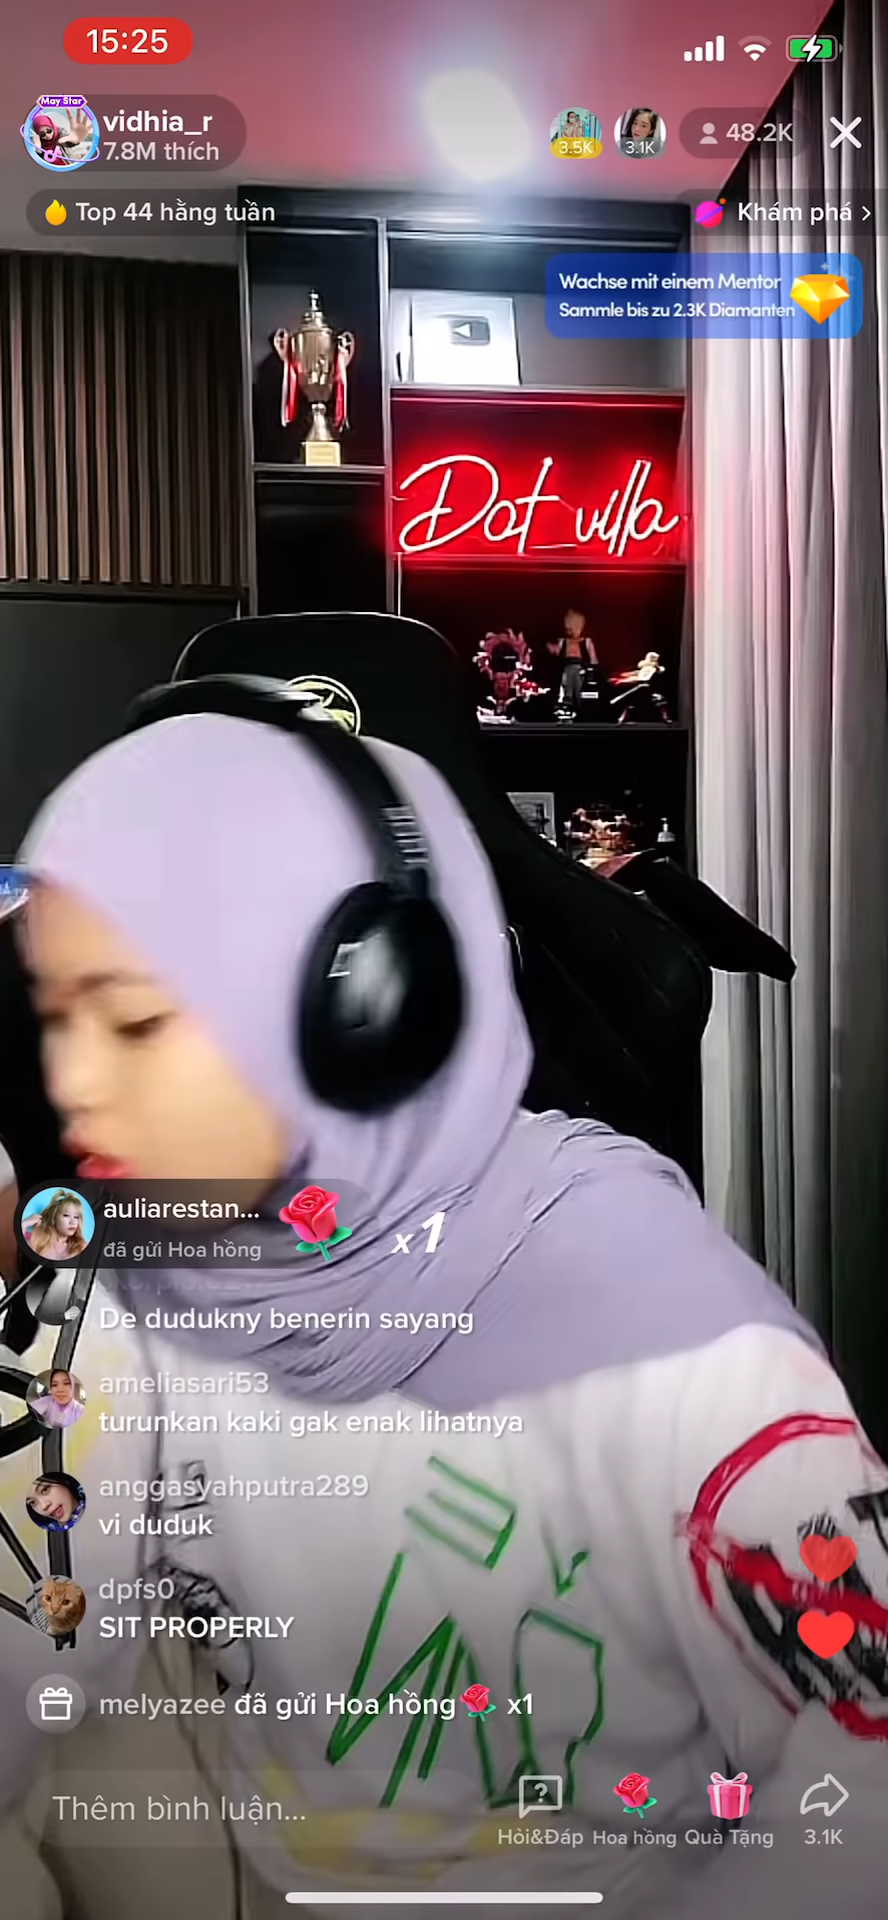 15:25
May Star
vidhia_r
7.8M thích
3.5K
3.1K
48.2K
Top 44 hằng tuần
Khám phá
Wachse mit einem Mentor
Sammle bis zu 2.3K Diamanten
Dot villa
auliarestan...
đã gửi Hoa hồng
x1
De dudukny benerin sayang
ameliasari53
turunkan kaki gak enak lihatnya
anggasyahputra289
vi duduk
dpfs0
SIT PROPERLY
melyazee đã gửi Hoa hồng x1
Thêm bình luận...
Hỏi&Đáp
Hoa hồng
Quà Tặng
3.1K